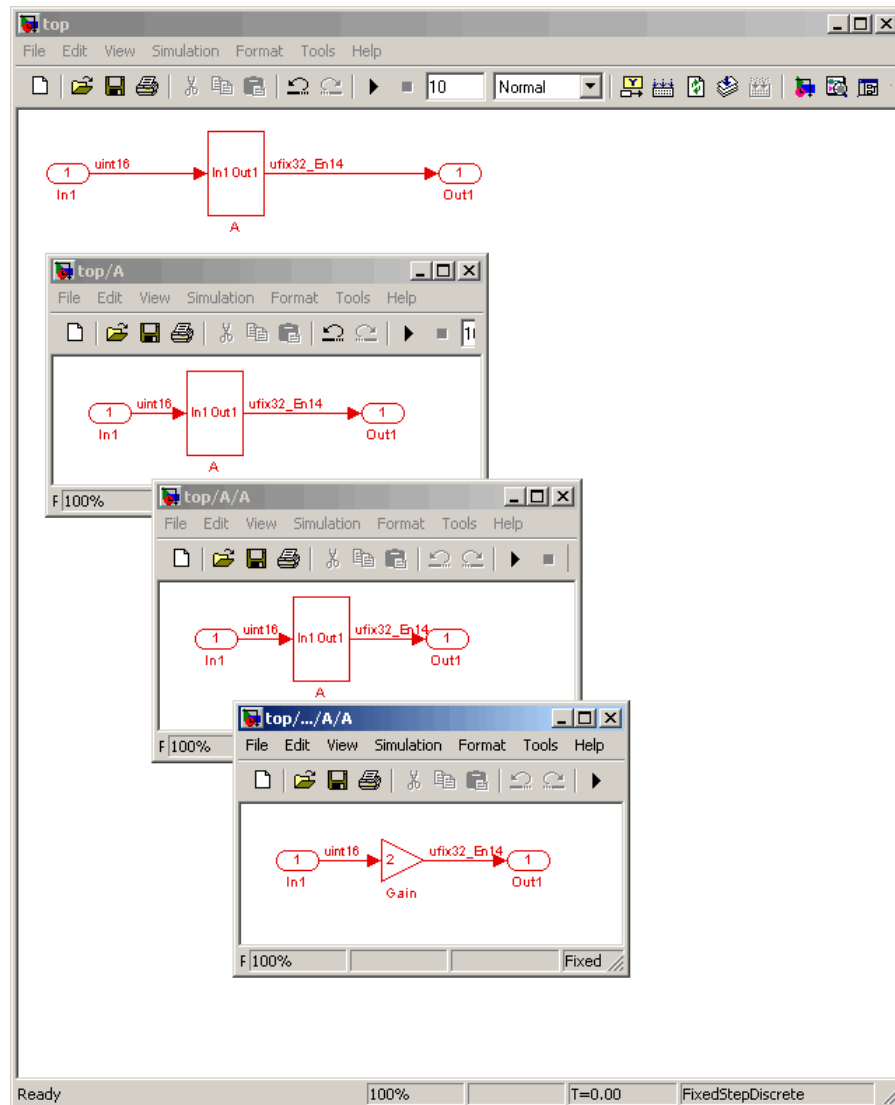 top
File Edit View Simulation Format Tools Help
10 Normal
uint16 ufix32_En14
1 In1 Out1 1
In1 Out1
A
top/A
File Edit View Simulation Format Tools Help
uint16 ufix32_En14
1 In1 Out1 1
In1 Out1
A
F 100%
top/A/A
File Edit View Simulation Format Tools Help
uint16 ufix32_En14
1 In1 Out1 1
In1 Out1
A
F 100%
top/.../A/A
File Edit View Simulation Format Tools Help
uint16 ufix32_En14
1 2 1
In1 Out1
Gain
F 100% Fixed
Ready 100% T=0.00 FixedStepDiscrete